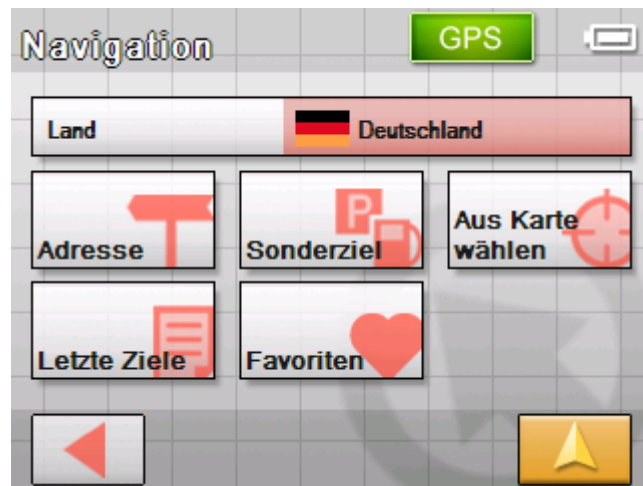 Navigation
GPS
Land
Deutschland
Adresse
Sonderziel
P
Aus Karte
wählen
Letzte Ziele
Favoriten